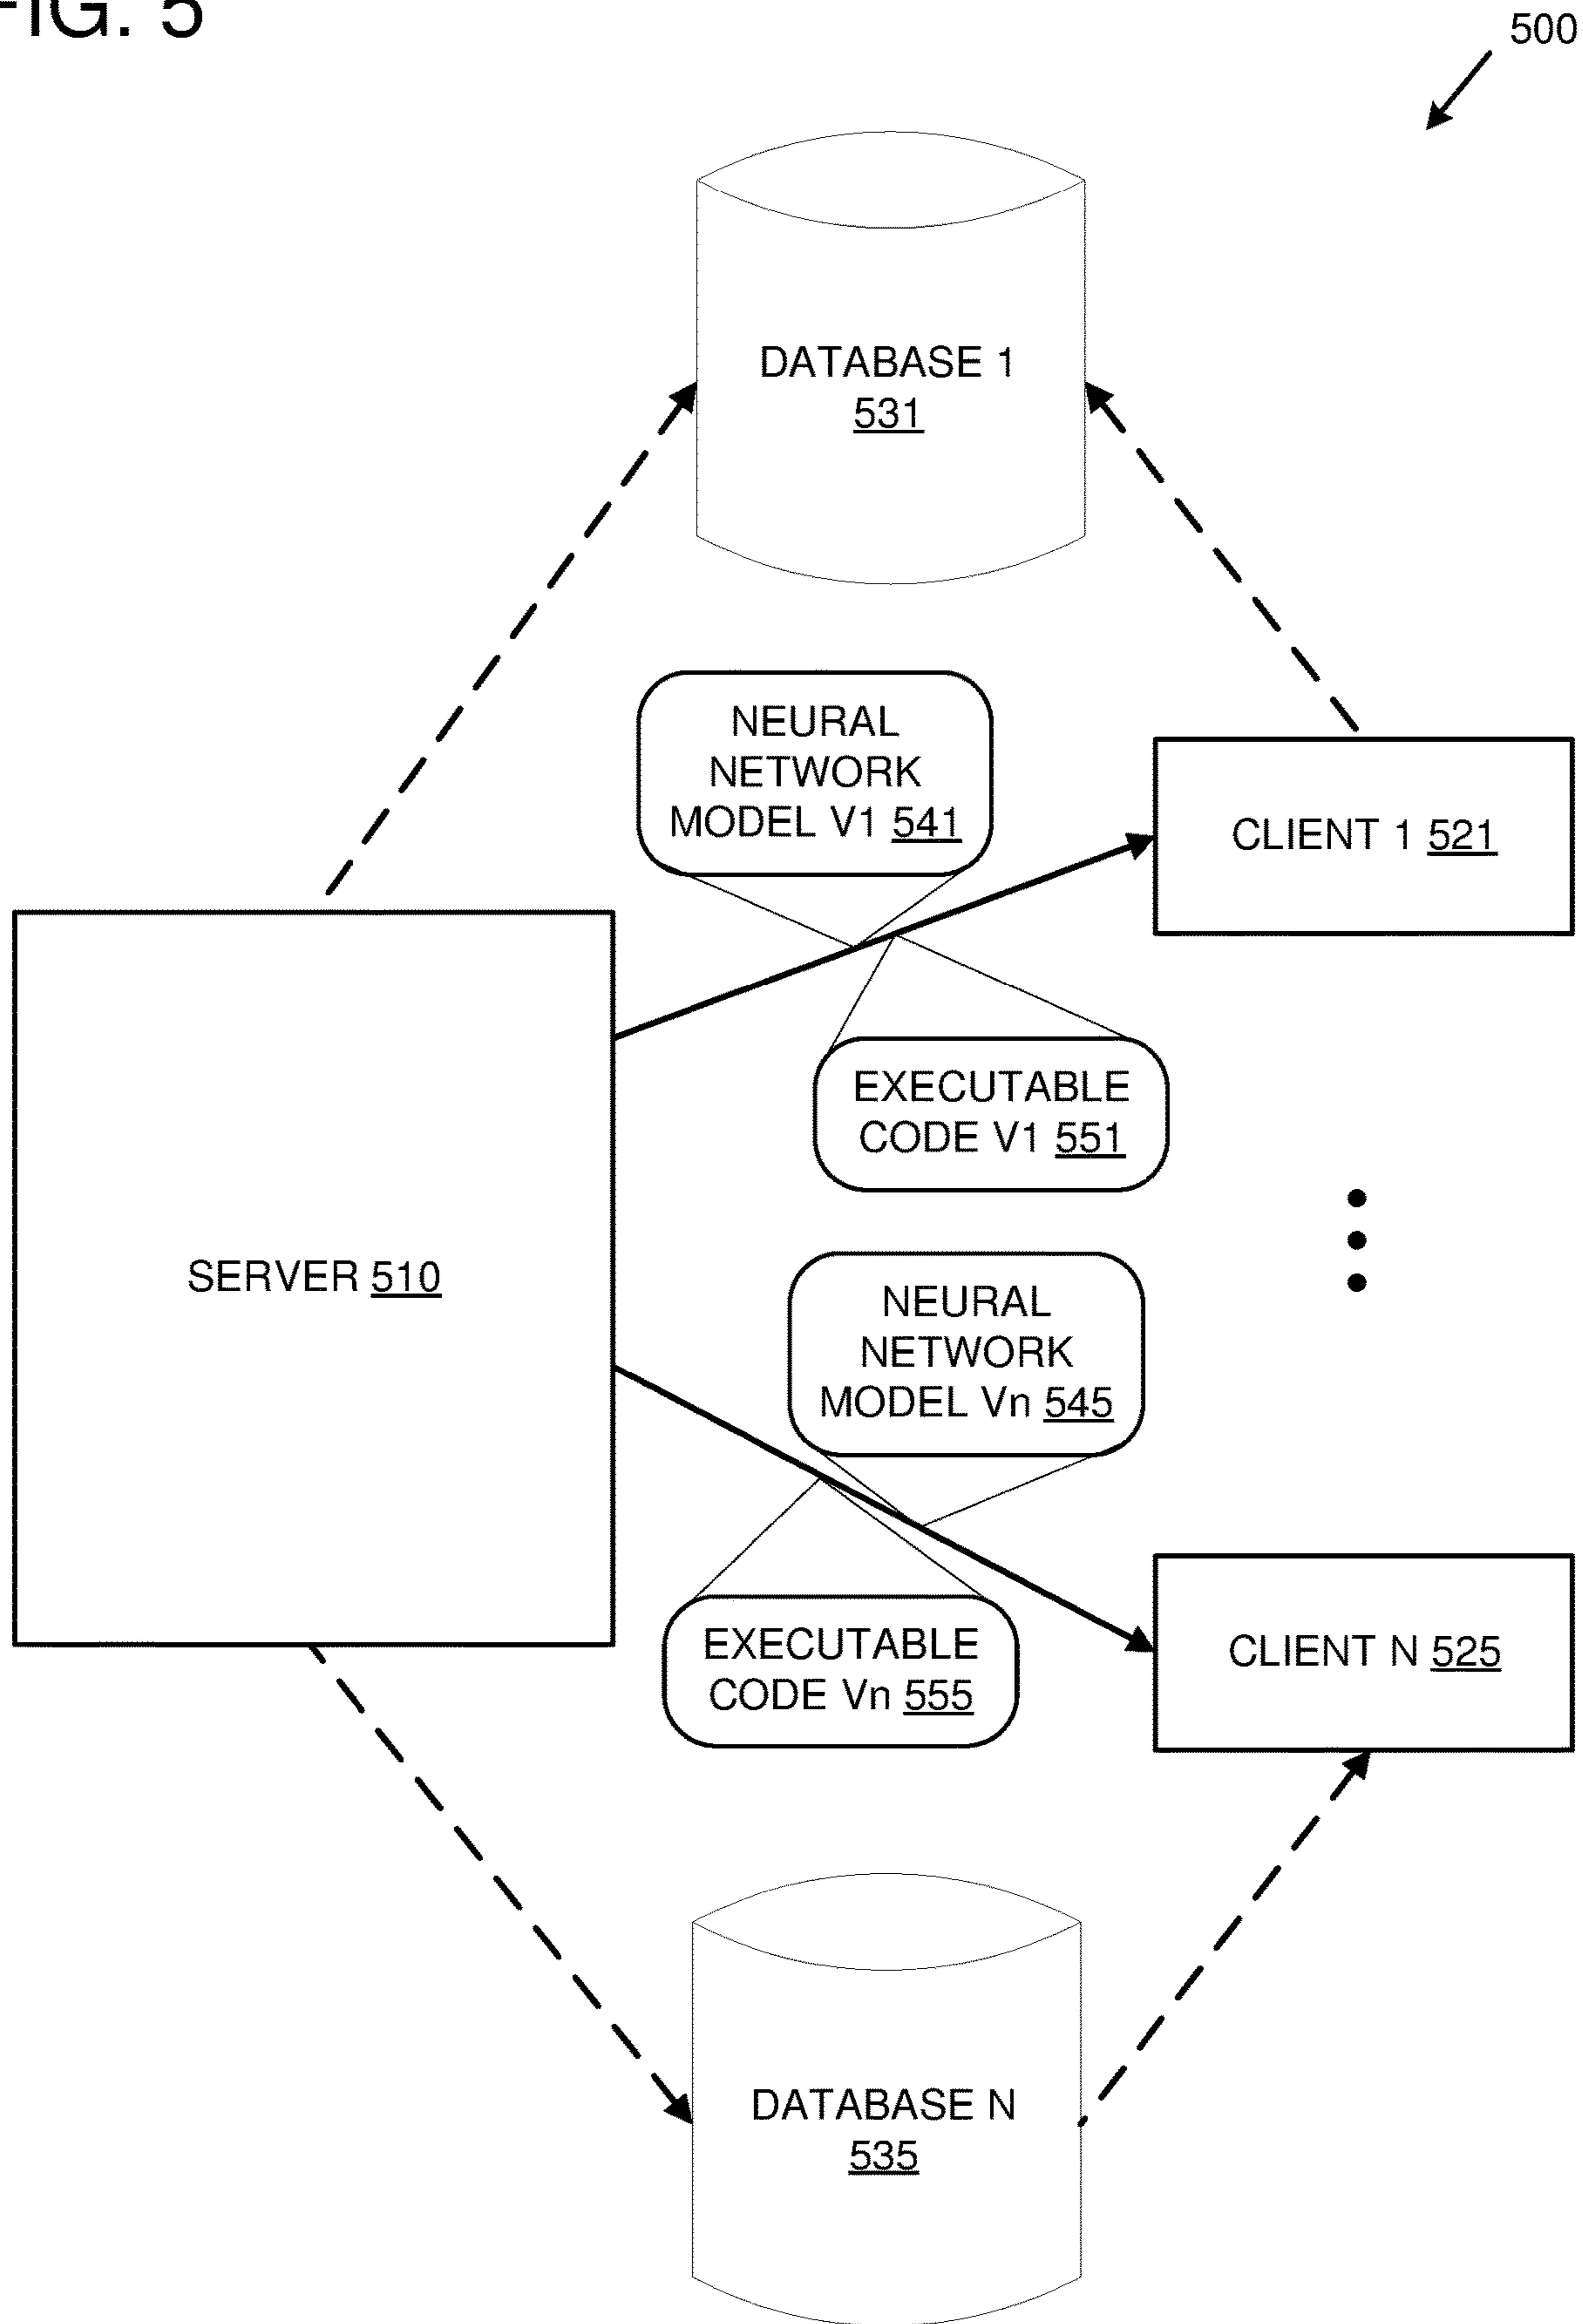 FIG. 5
500
DATABASE 1
531
NEURAL
NETWORK
MODEL V1 541
CLIENT 1 521
EXECUTABLE
CODE V1 551
SERVER 510
NEURAL
NETWORK
MODEL Vn 545
EXECUTABLE
CODE Vn 555
CLIENT N 525
DATABASE N
535